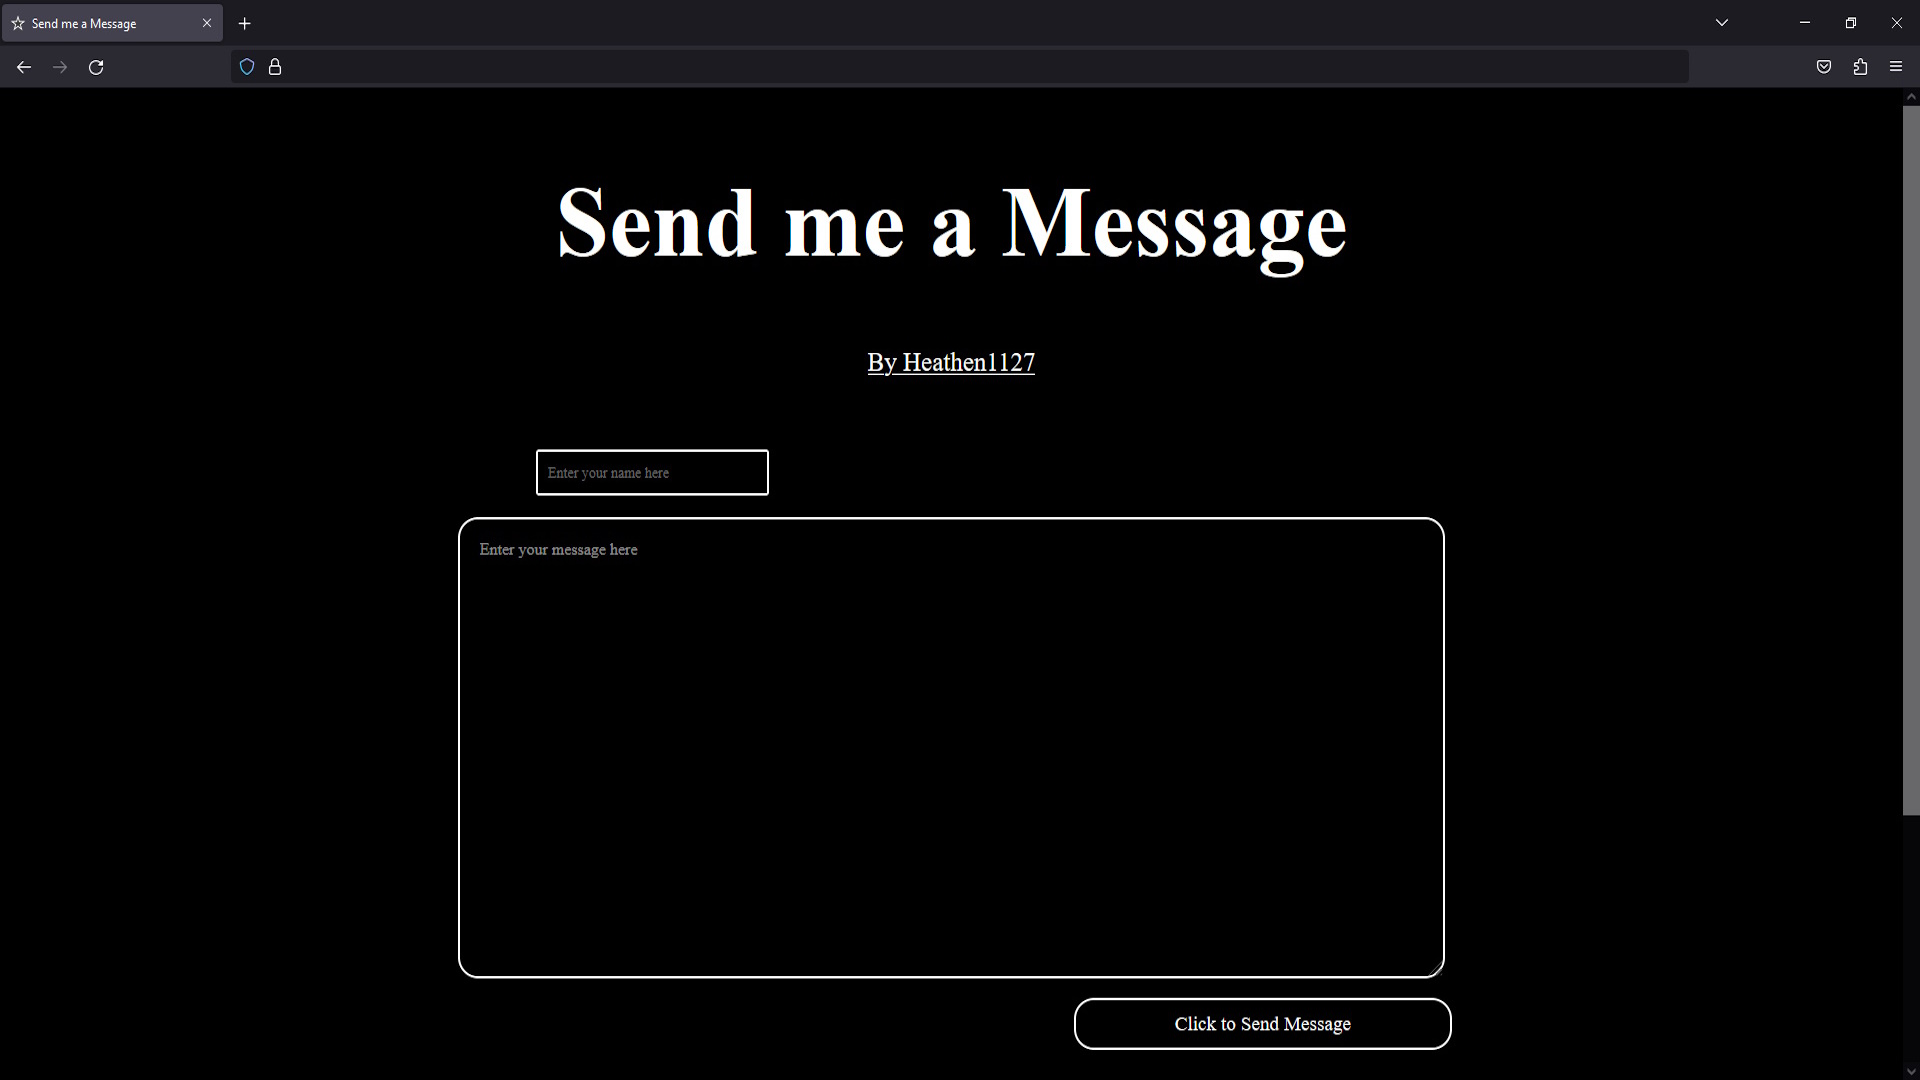 Send me a Message
Send me a Message
By Heathen1127
Enter your name here
Enter your message here
Click to Send Message